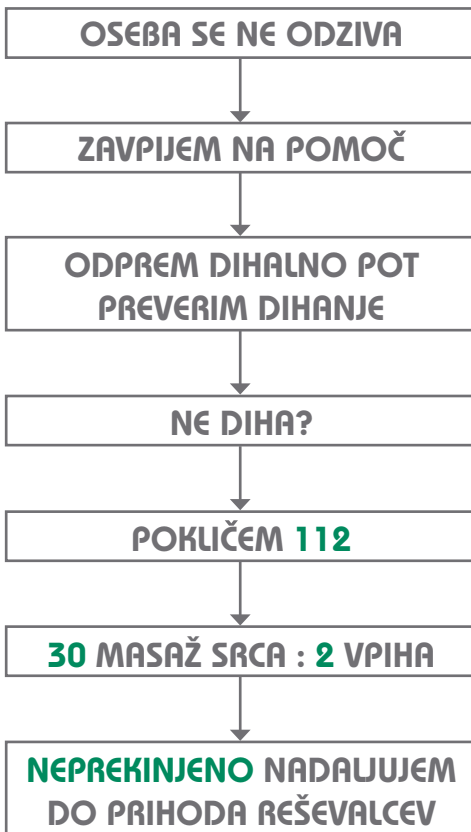 OSEBA SE NE ODZIVA
ZAVPIJEM NA POMOČ
ODPREM DIHALNO POT
PREVERIM DIHANJE
NE DIHA?
POKLIČEM 112
30 MASAŽ SRCA : 2 VPIHA
NEPREKINJENO NADALJUJEM
DO PRIHODA REŠEVALCEV